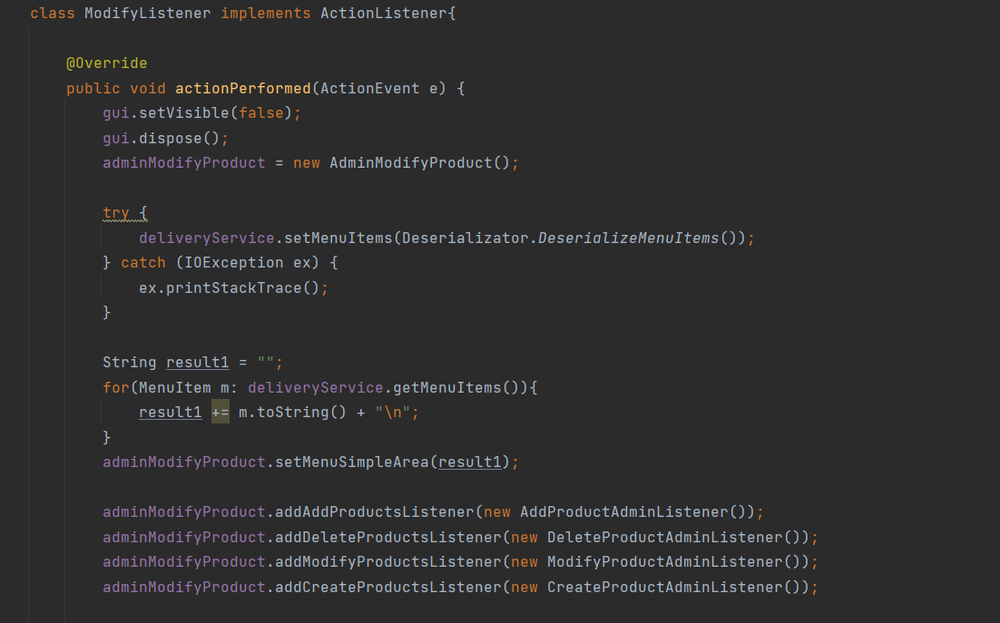 class ModifyListener implements ActionListener{
@Override
public void actionPerformed(ActionEvent e) {
gui.setVisible(false);
gui.dispose();
adminModifyProduct = new AdminModifyProduct();
try {
deliveryService.setMenuItems(Deserializator.DeserializeMenuItems());
} catch (IOException ex) {
ex.printStackTrace();
}
String result1 = "";
for(MenuItem m: deliveryService.getMenuItems()){
result1 += m.toString() + "\n";
}
adminModifyProduct.setMenuSimpleArea(result1);
adminModifyProduct.addAddProductsListener(new AddProductAdminListener());
adminModifyProduct.addDeleteProductsListener(new DeleteProductAdminListener());
adminModifyProduct.addModifyProductsListener(new ModifyProductAdminListener());
adminModifyProduct.addCreateProductsListener(new CreateProductAdminListener());